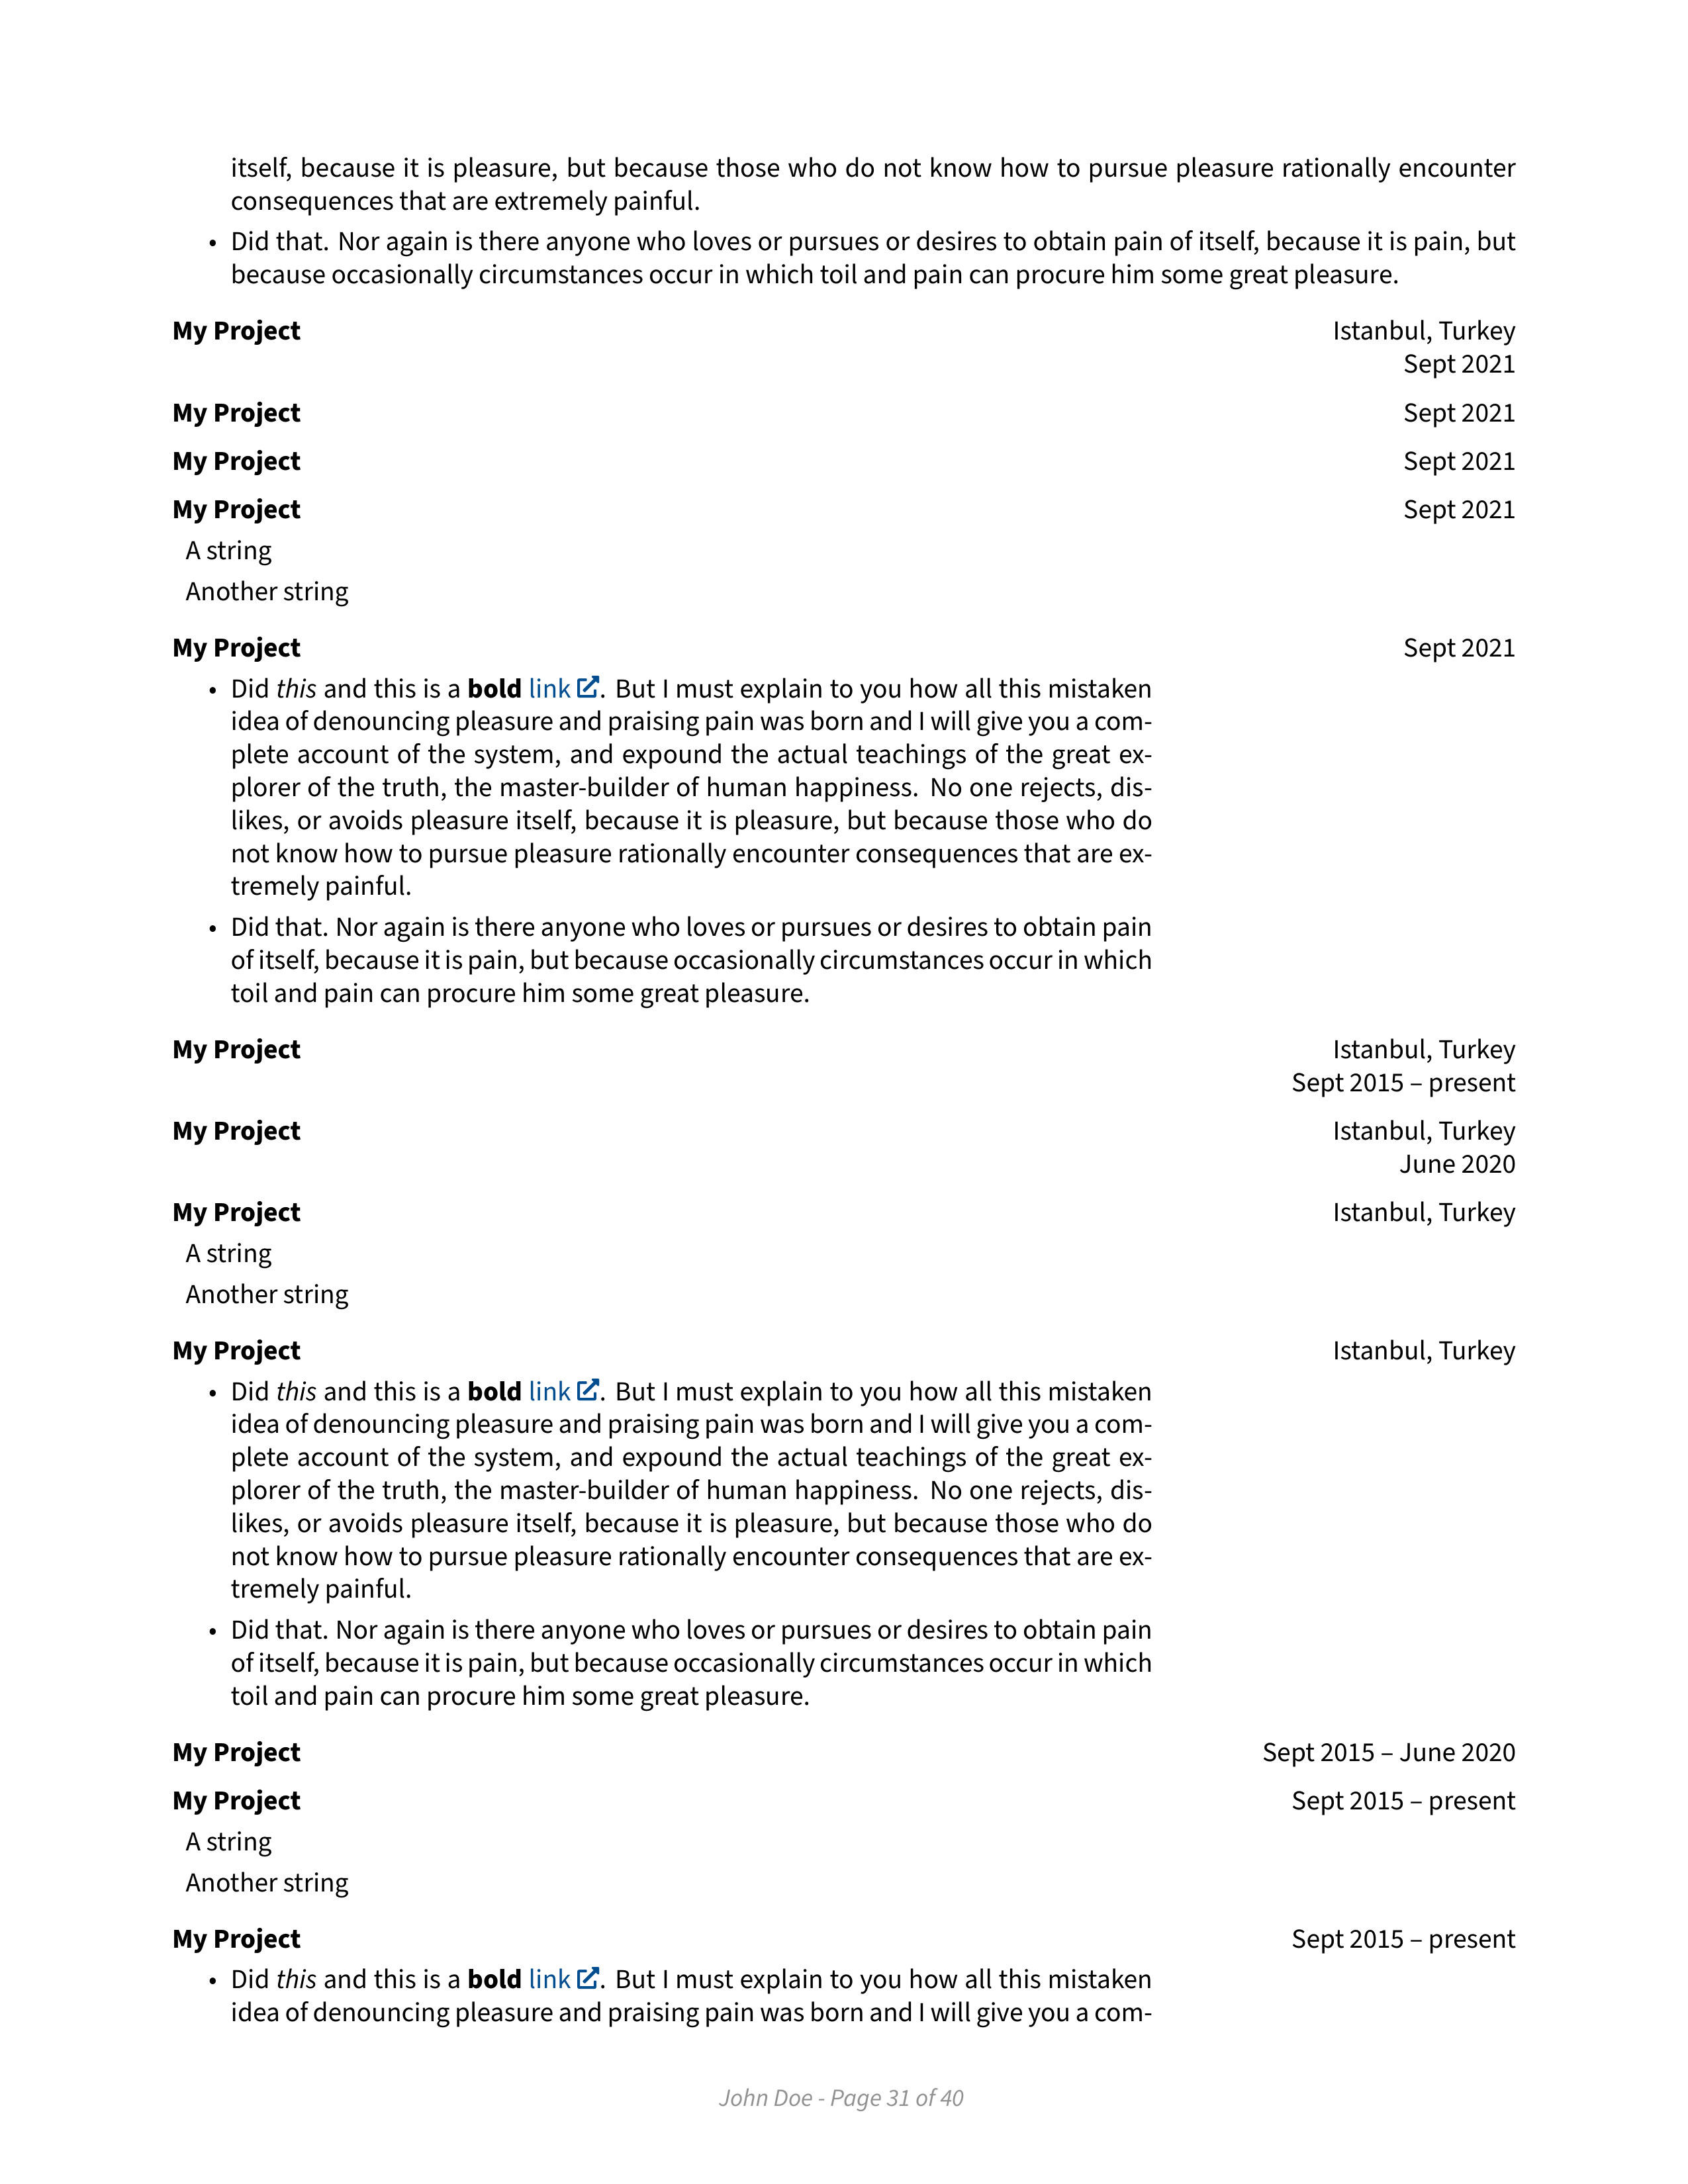 itself, because it is pleasure, but because those who do not know how to pursue pleasure rationally encounter
consequences that are extremely painful.
• Did that. Nor again is there anyone who loves or pursues or desires to obtain pain of itself, because it is pain, but
because occasionally circumstances occur in which toil and pain can procure him some great pleasure.
My Project Istanbul, Turkey
Sept 2021
My Project Sept 2021
My Project Sept 2021
My Project Sept 2021
A string
Another string
My Project Sept 2021
• Did this and this is a bold link. But I must explain to you how all this mistaken
idea of denouncing pleasure and praising pain was born and I will give you a com-
plete account of the system, and expound the actual teachings of the great ex-
plorer of the truth, the master-builder of human happiness. No one rejects, dis-
likes, or avoids pleasure itself, because it is pleasure, but because those who do
not know how to pursue pleasure rationally encounter consequences that are ex-
tremely painful.
• Did that. Nor again is there anyone who loves or pursues or desires to obtain pain
of itself, because it is pain, but because occasionally circumstances occur in which
toil and pain can procure him some great pleasure.
My Project Istanbul, Turkey
Sept 2015 – present
My Project Istanbul, Turkey
June 2020
My Project Istanbul, Turkey
A string
Another string
My Project Istanbul, Turkey
• Did this and this is a bold link. But I must explain to you how all this mistaken
idea of denouncing pleasure and praising pain was born and I will give you a com-
plete account of the system, and expound the actual teachings of the great ex-
plorer of the truth, the master-builder of human happiness. No one rejects, dis-
likes, or avoids pleasure itself, because it is pleasure, but because those who do
not know how to pursue pleasure rationally encounter consequences that are ex-
tremely painful.
• Did that. Nor again is there anyone who loves or pursues or desires to obtain pain
of itself, because it is pain, but because occasionally circumstances occur in which
toil and pain can procure him some great pleasure.
My Project Sept 2015 – June 2020
My Project Sept 2015 – present
A string
Another string
My Project Sept 2015 – present
• Did this and this is a bold link. But I must explain to you how all this mistaken
idea of denouncing pleasure and praising pain was born and I will give you a com-
John Doe - Page 31 of 40